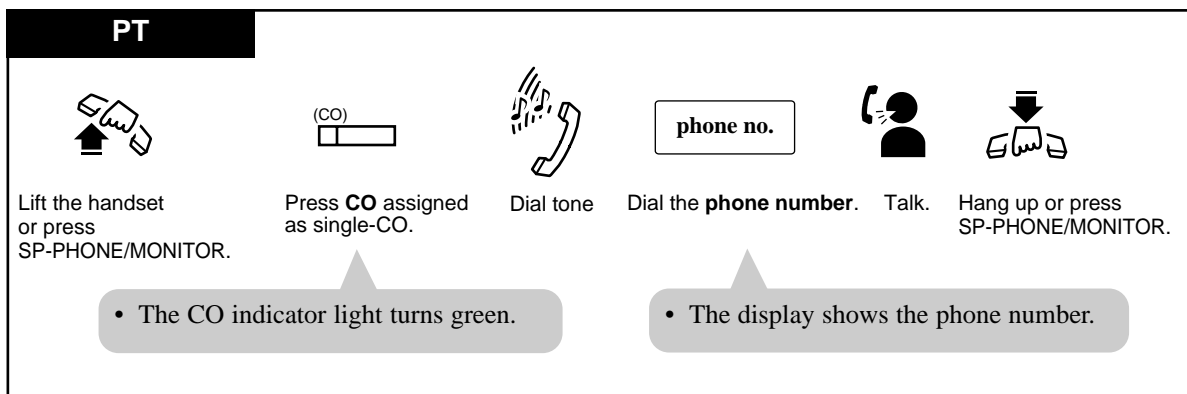 PT
(CO)
phone no.
Lift the handset
or press
SP-PHONE/MONITOR.
Press CO assigned
as single-CO.
Dial tone
Dial the phone number.
Talk.
Hang up or press
SP-PHONE/MONITOR.
• The CO indicator light turns green.
• The display shows the phone number.